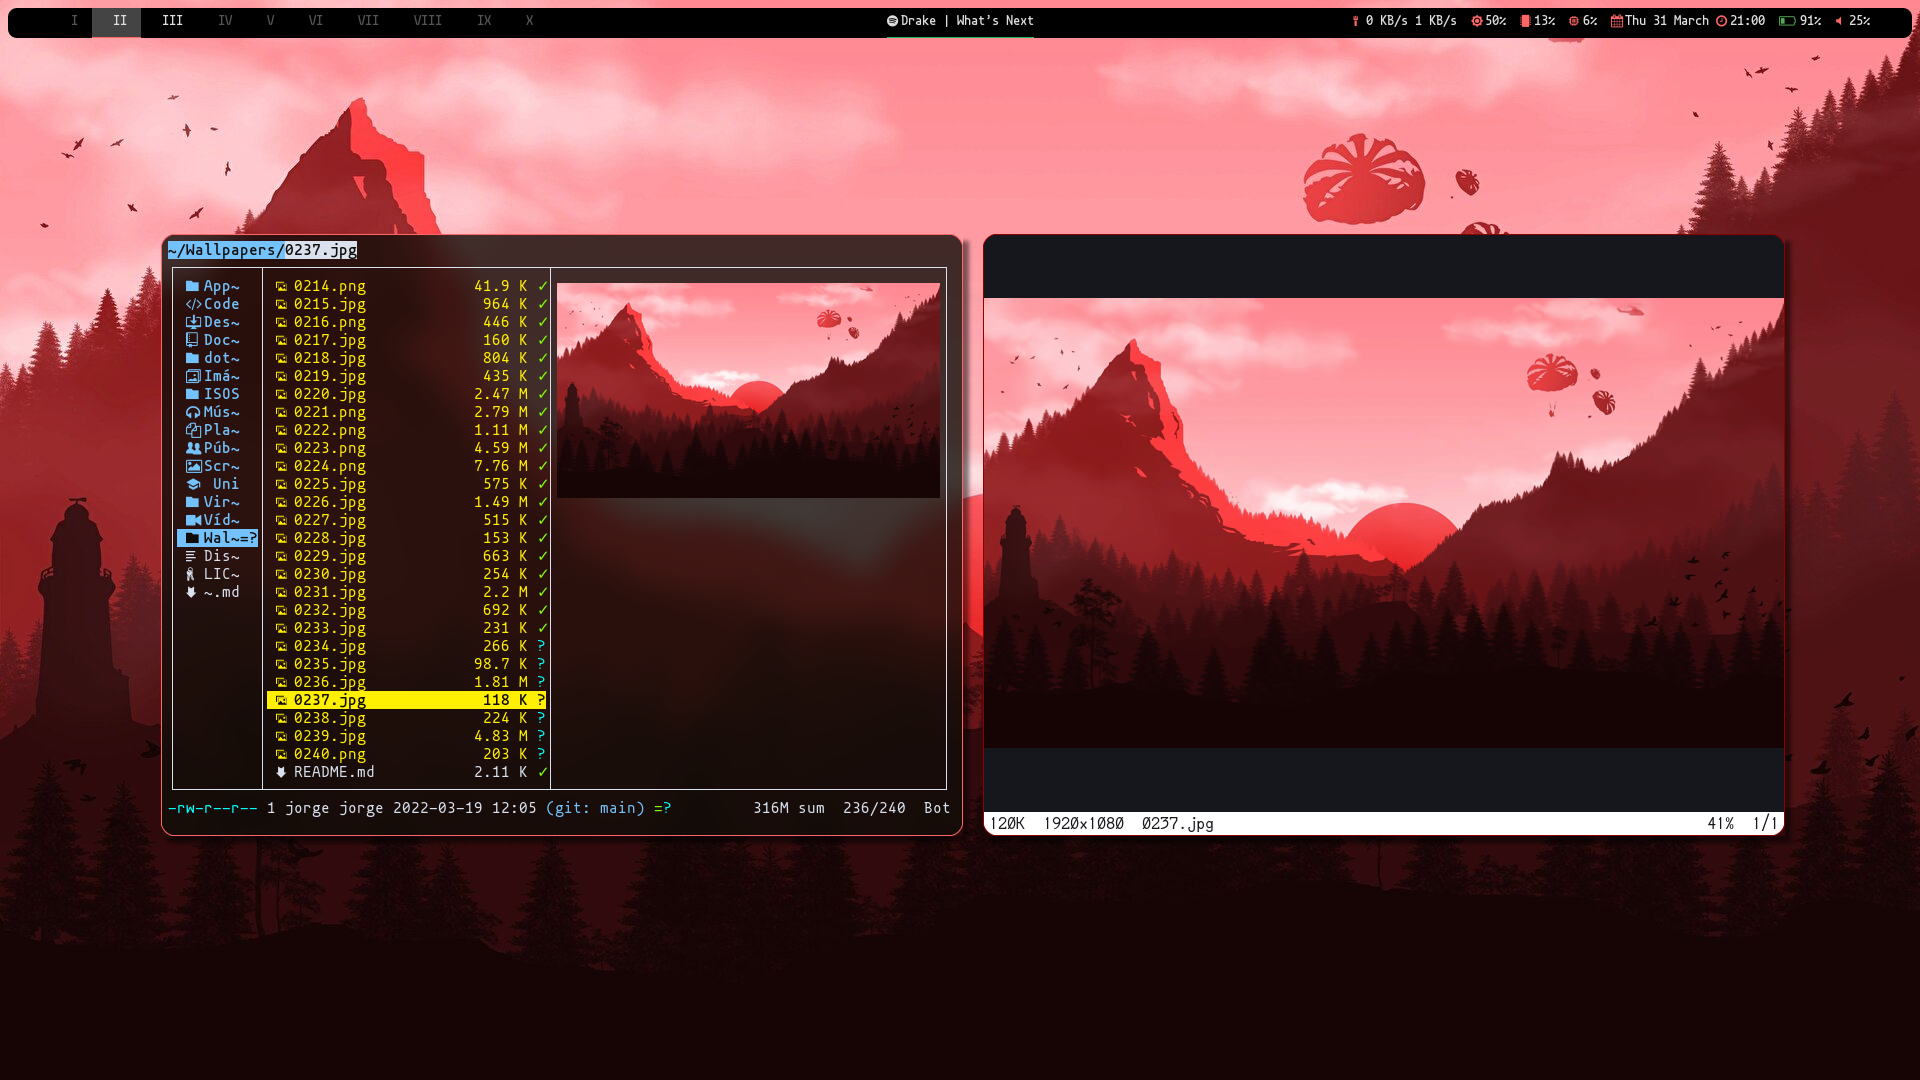 I II III IV V VI VII VIII IX X Drake | What's Next 0 KB/s 1 KB/s 50% 13% 6% Thu 31 March 21:00 91% 25%
~/Wallpapers/0237.jpg
App~ 0214.png 41.9 K ✓
Code 0215.jpg 964 K ✓
Des~ 0216.png 446 K ✓
Doc~ 0217.jpg 160 K ✓
dot~ 0218.jpg 804 K ✓
Imá~ 0219.jpg 435 K ✓
ISOS 0220.jpg 2.47 M ✓
Mús~ 0221.png 2.79 M ✓
Pla~ 0222.png 1.11 M ✓
Púb~ 0223.png 4.59 M ✓
Scr~ 0224.png 7.76 M ✓
Uni 0225.jpg 575 K ✓
Vir~ 0226.jpg 1.49 M ✓
Víd~ 0227.jpg 515 K ✓
Wal~=? 0228.jpg 153 K ✓
Dis~ 0229.jpg 663 K ✓
LIC~ 0230.jpg 254 K ✓
~.md 0231.jpg 2.2 M ✓
0232.jpg 692 K ✓
0233.jpg 231 K ✓
0234.jpg 266 K ?
0235.jpg 98.7 K ?
0236.jpg 1.81 M ?
0237.jpg 118 K ?
0238.jpg 224 K ?
0239.jpg 4.83 M ?
0240.png 203 K ?
README.md 2.11 K ✓
-rw-r--r-- 1 jorge jorge 2022-03-19 12:05 (git: main) =? 316M sum 236/240 Bot
120K 1920x1080 0237.jpg 41% 1/1